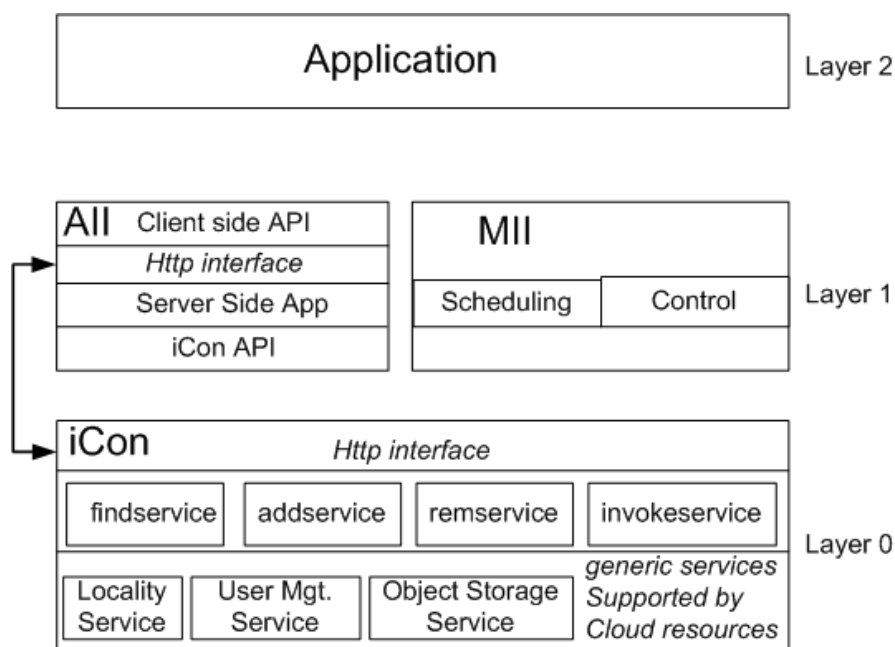 Application
Layer 2
AII Client side API
Http interface
Server Side App
iCon API
MII
Scheduling
Control
Layer 1
iCon
Http interface
findservice
addservice
remservice
invokeservice
Layer 0
Locality
Service
User Mgt.
Service
Object Storage
Service
generic services
Supported by
Cloud resources